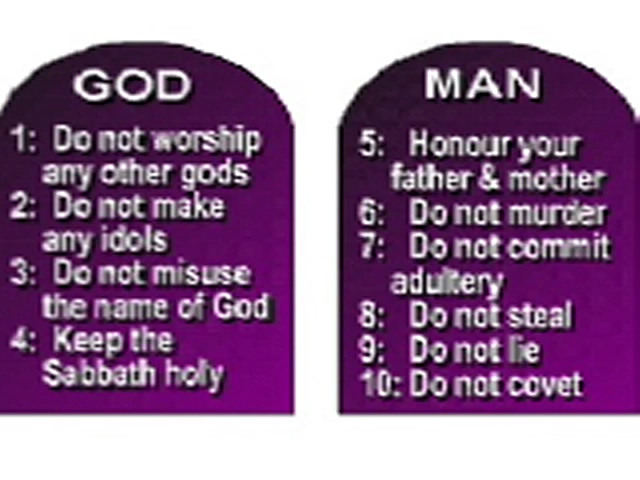 GOD
1: Do not worship
any other gods
2: Do not make
any idols
3: Do not misuse
the name of God
4: Keep the
Sabbath holy
MAN
5: Honour your
father & mother
6: Do not murder
7: Do not commit
adultery
8: Do not steal
9: Do not lie
10: Do not covet